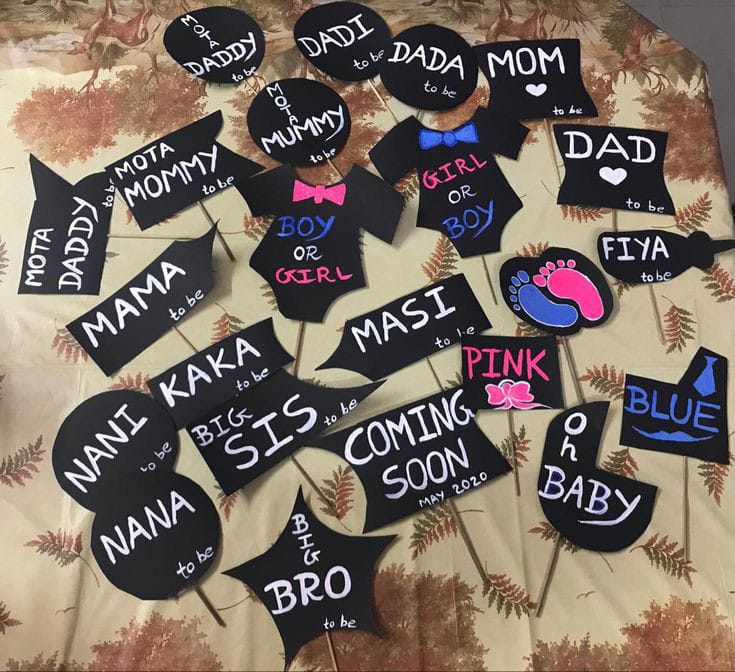 MOTA
DADDY
to be
DADI
to be
DADA
to be
MOM
to be
MOTA
MUMMY
to be
GIRL
OR
BOY
DAD
to be
MOTA
MOMMY
to be
MOTA
DADDY
to be
BOY
OR
GIRL
FIYA
to be
MAMA
to be
MASI
to be
KAKA
to be
PINK
BLUE
BIG
SIS
to be
NANI
to be
COMING
SOON
MAY 2020
Oh
BABY
NANA
to be
BIG
BRO
to be